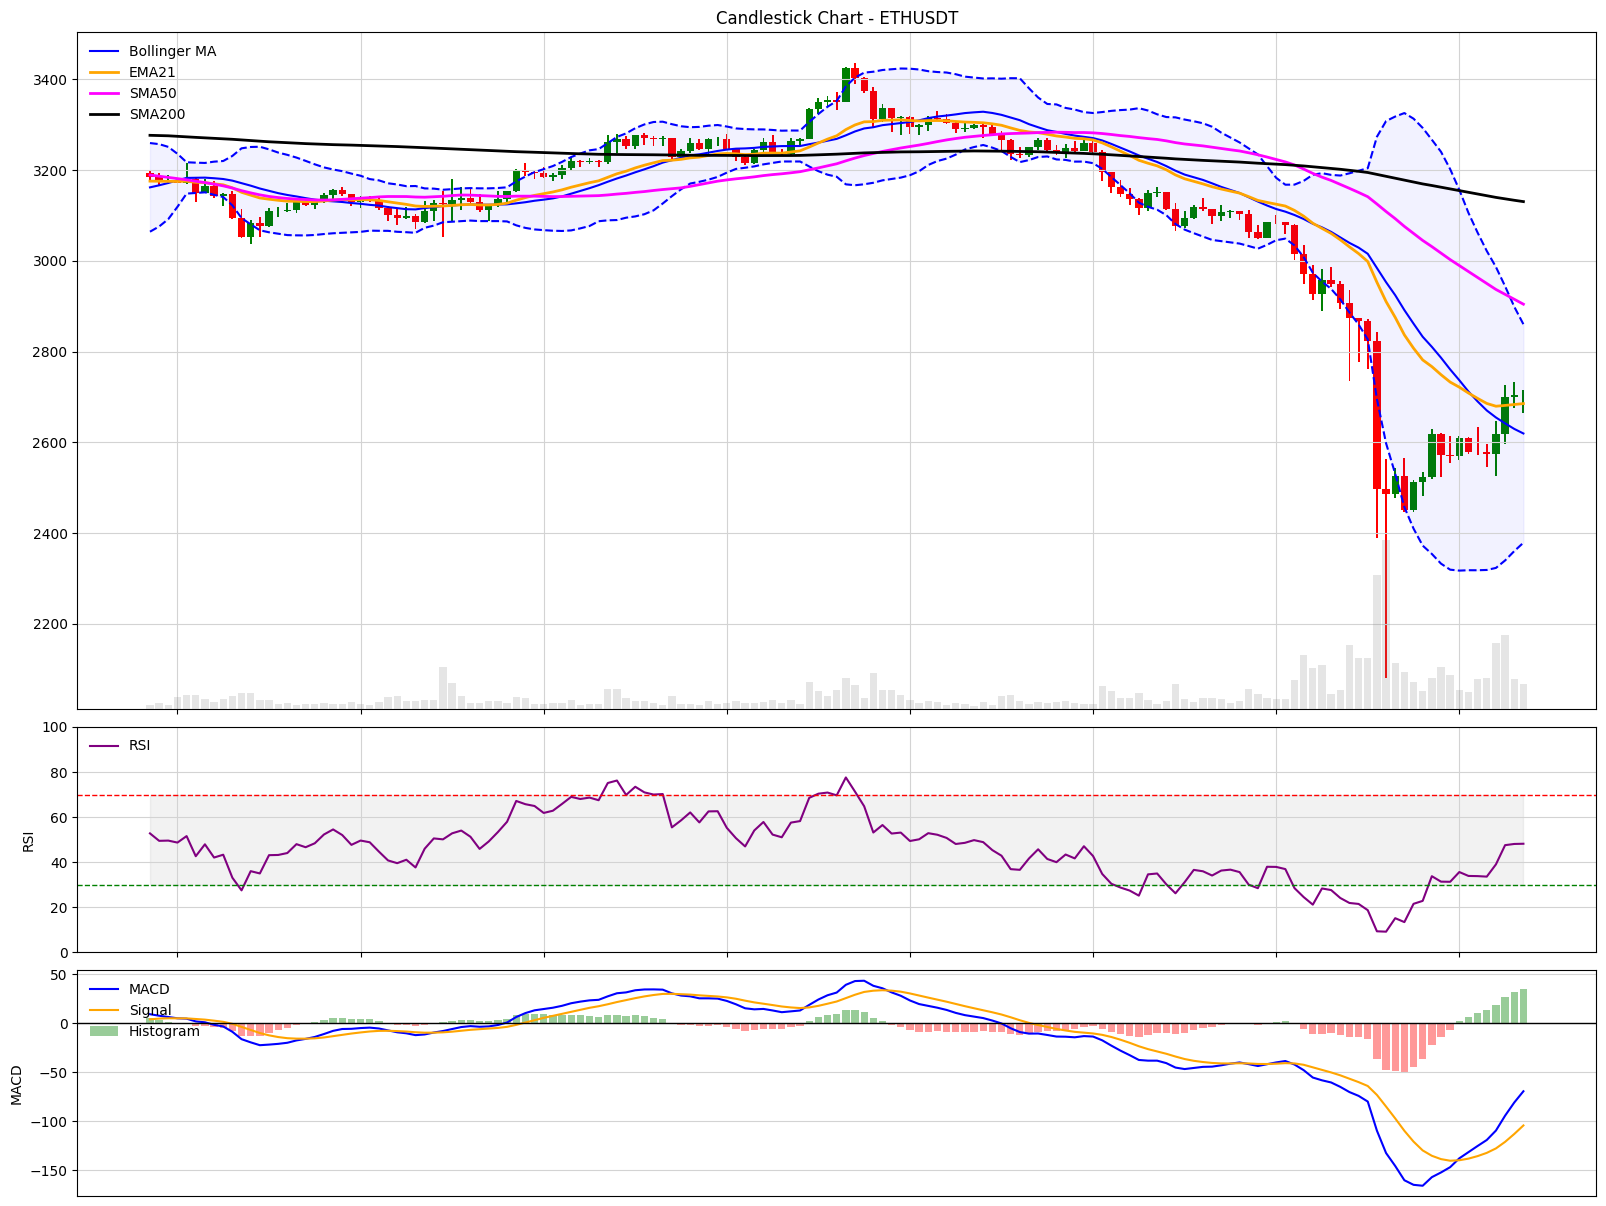 Candlestick Chart - ETHUSDT
Bollinger MA
EMA21
SMA50
SMA200
3400
3200
3000
2800
2600
2400
2200
RSI
100
80
60
40
20
0
RSI
MACD
Signal
Histogram
50
0
−50
−100
−150
MACD